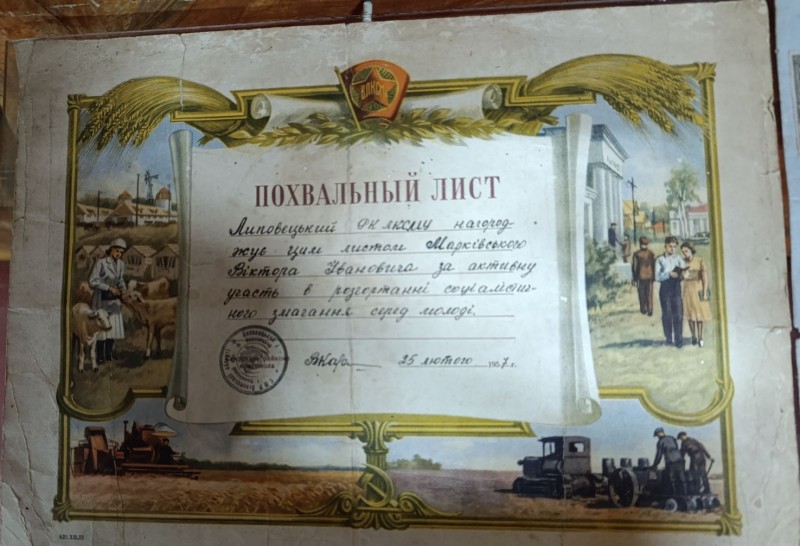 ВЛКСМ
ПОХВАЛЬНЫЙ ЛИСТ
Липовецький РК ЛКСМУ нагород-
жує цим листом Марківського
Віктора Івановича за активну
участь в розгортанні соціалістич-
ного змагання серед молоді.
25 лютого 1957 г.